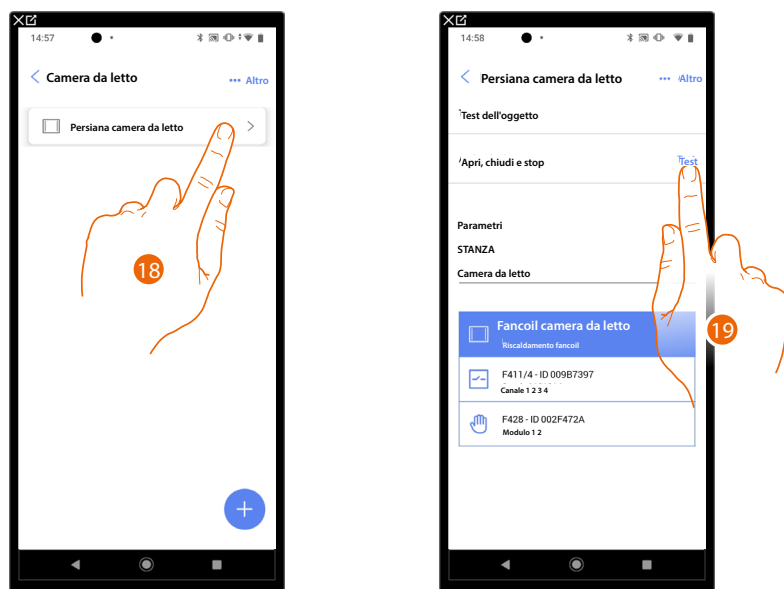 14:57
Camera da letto
Altro
Persiana camera da letto
18
14:58
Persiana camera da letto
Altro
Test dell'oggetto
Apri, chiudi e stop
Test
Parametri
STANZA
Camera da letto
Fancoil camera da letto
Riscaldamento fancoil
F411/4 - ID 009B7397
Canale 1 2 3 4
F428 - ID 002F472A
Modulo 1 2
19